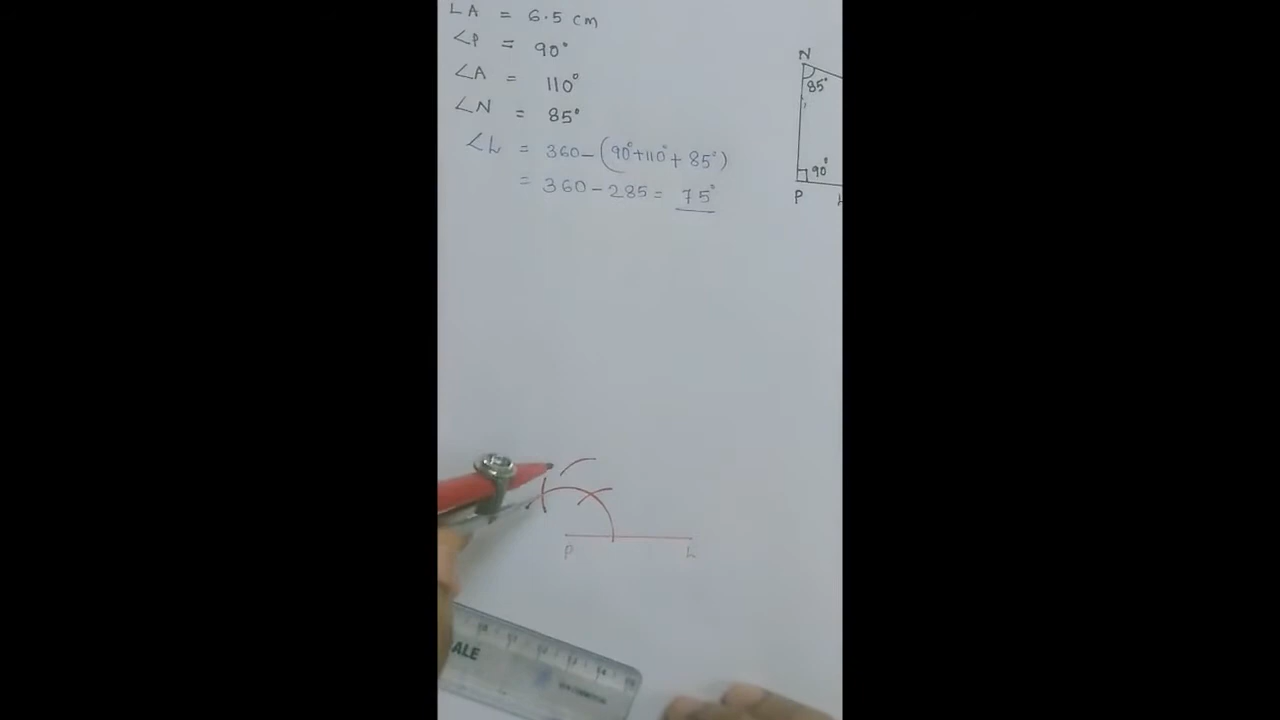 LA = 6.5 cm
∠P = 90°
∠A = 110°
∠N = 85°
∠L = 360 - (90°+110°+ 85°)
= 360 - 285 = 75°
N
85°
90°
P
P L
ALE